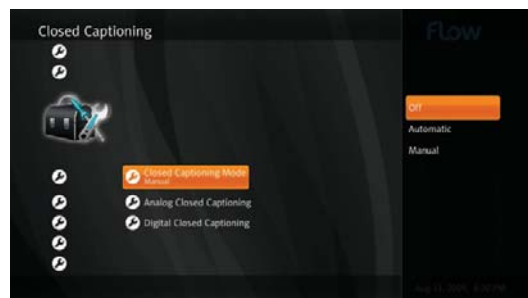 Closed Captioning
Flow
Off
Automatic
Manual
Closed Captioning Mode
Manual
Analog Closed Captioning
Digital Closed Captioning